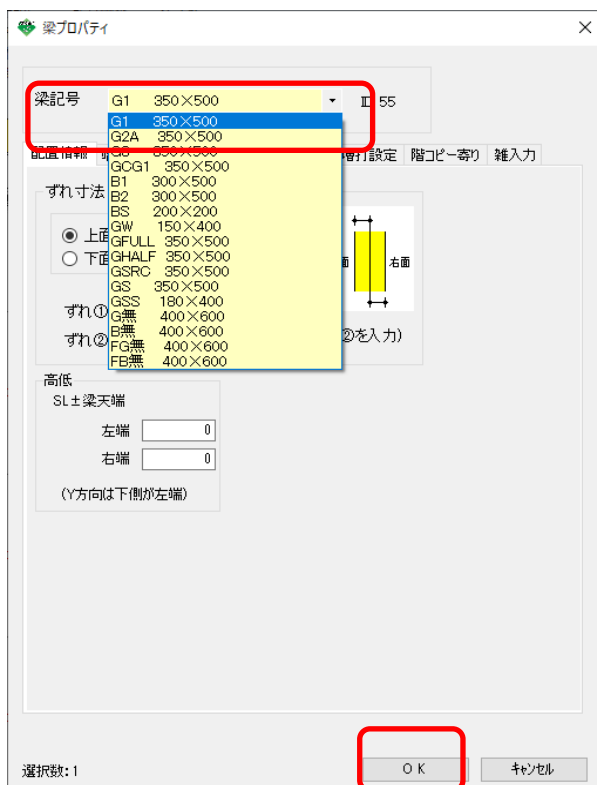 梁プロパティ
梁記号 G1 350×500 ID 55
G1 350×500
G2A 350×500
配置情報 増打設定 階コピー寄り 雑入力
350×500
GCG1 350×500
B1 300×500
ずれ寸法
B2 300×500
BS 200×200
GW 150×400
上面
GFULL 350×500
右面
下面
GHALF 350×500
GSRC 350×500
GS 350×500
GSS 180×400
ずれ①
G無 400×600
B無 400×600
ずれ② ②を入力)
FG無 400×600
FB無 400×600
高低
SL±梁天端
左端 0
右端 0
(Y方向は下側が左端)
選択数:1
OK キャンセル